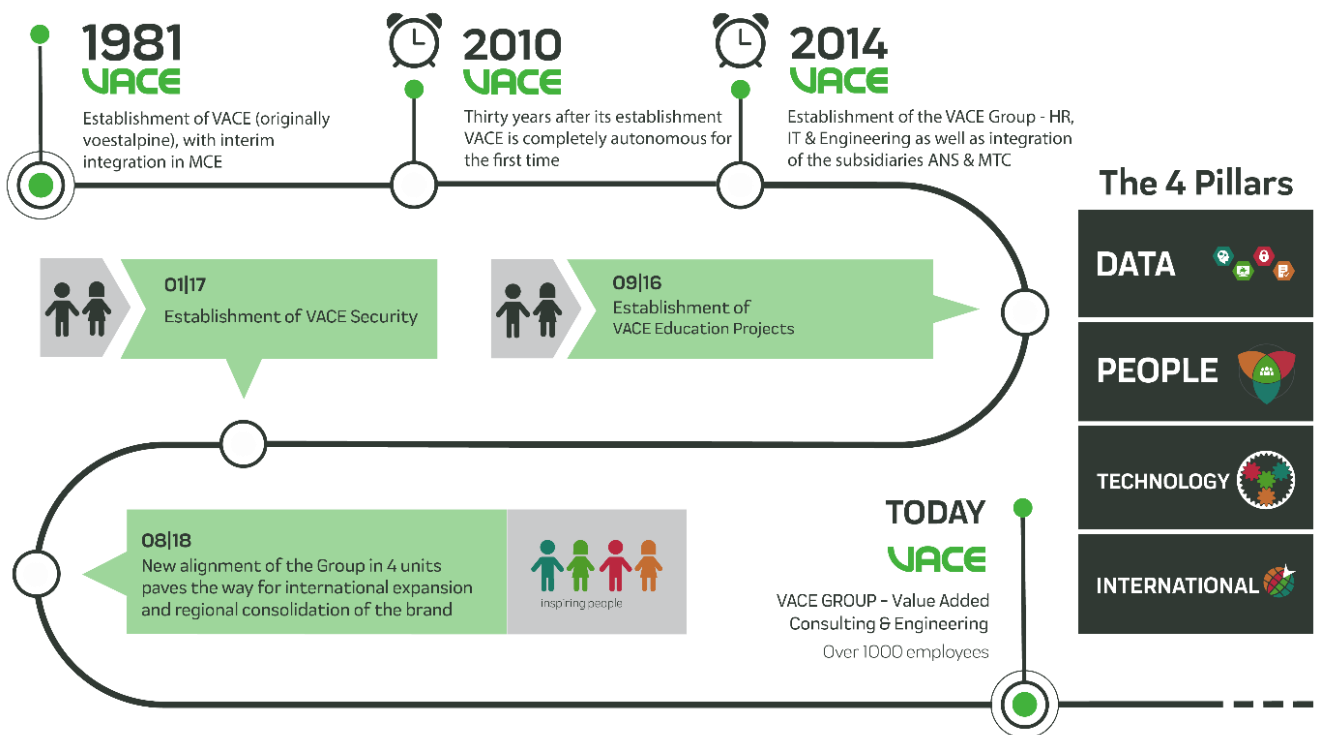 1981
VACE
Establishment of VACE (originally
voestalpine), with interim
integration in MCE
2010
VACE
Thirty years after its establishment
VACE is completely autonomous for
the first time
2014
VACE
Establishment of the VACE Group - HR,
IT & Engineering as well as integration
of the subsidiaries ANS & MTC
09|16
Establishment of
VACE Education Projects
01|17
Establishment of VACE Security
08|18
New alignment of the Group in 4 units
paves the way for international expansion
and regional consolidation of the brand
inspiring people
TODAY
VACE
VACE GROUP – Value Added
Consulting & Engineering
Over 1000 employees
The 4 Pillars
DATA
PEOPLE
TECHNOLOGY
INTERNATIONAL